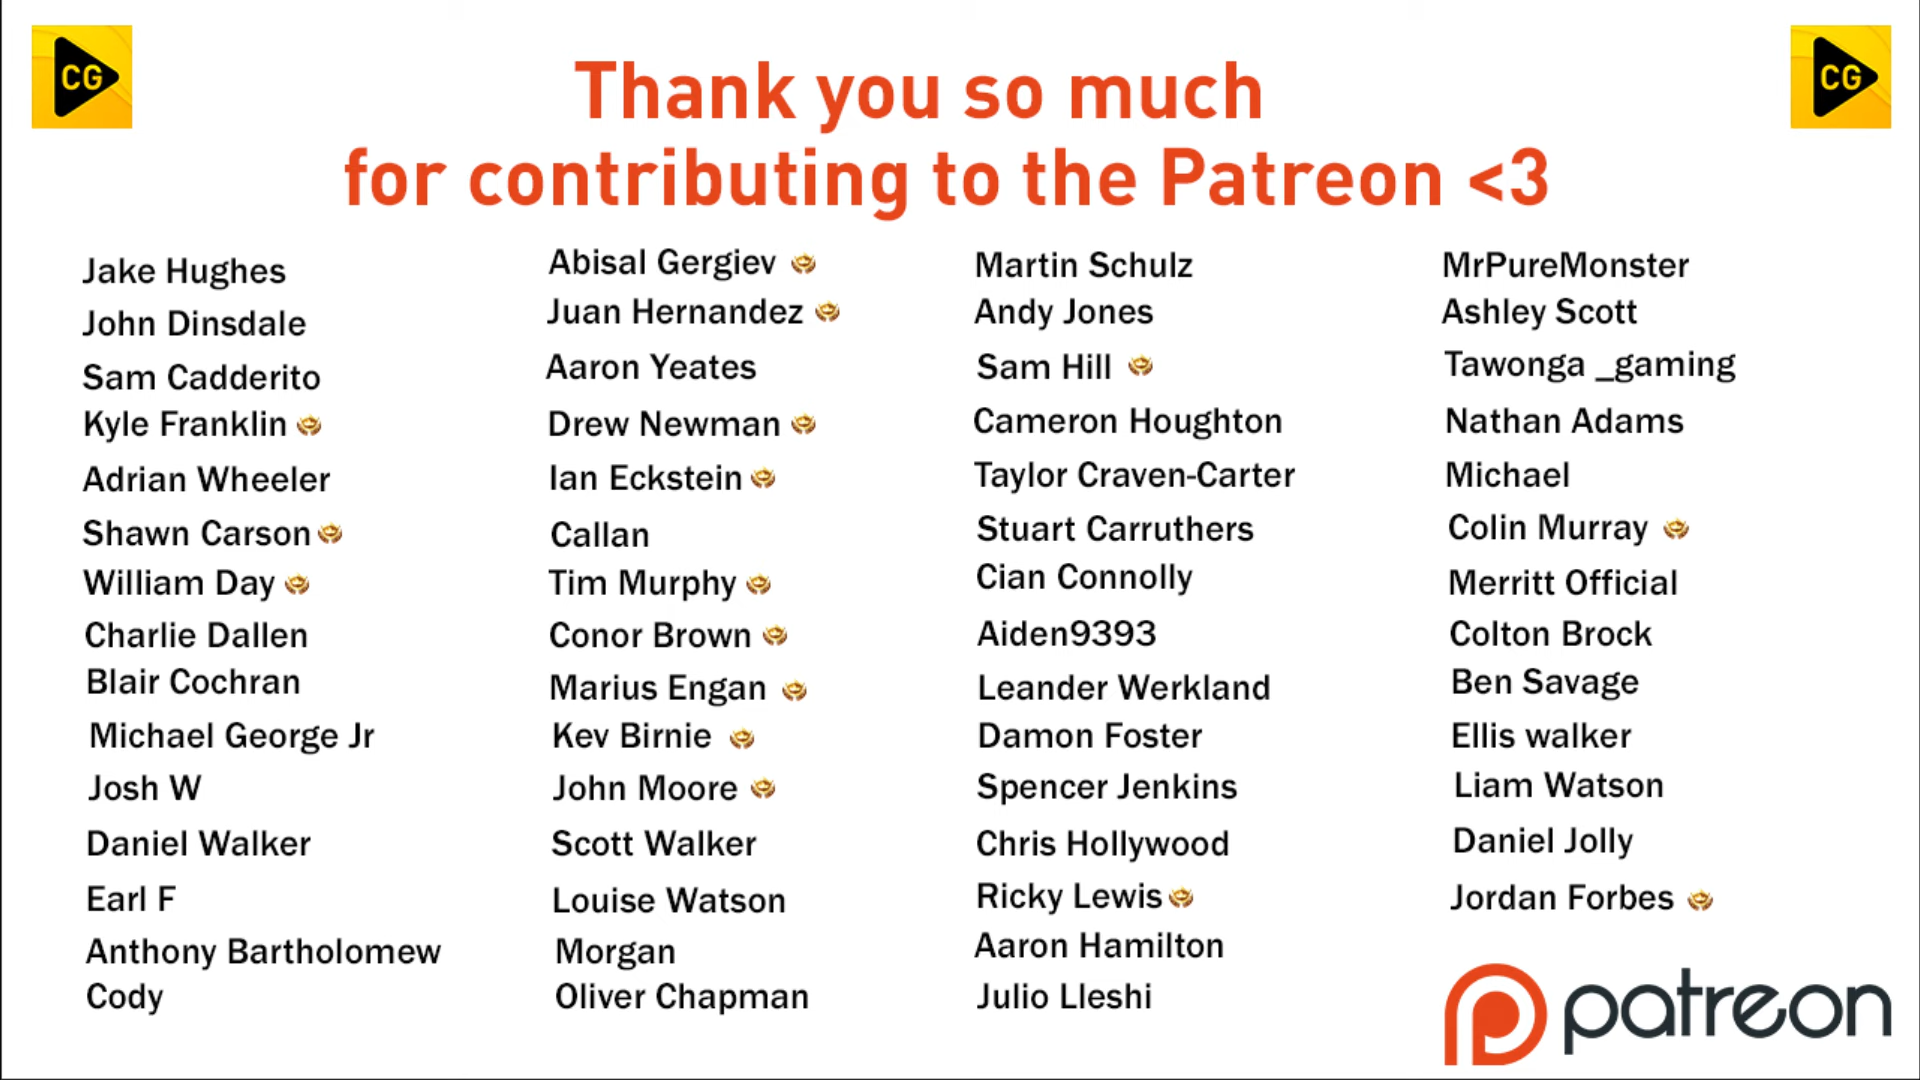 CG
CG
Thank you so much
for contributing to the Patreon <3
Jake Hughes
John Dinsdale
Sam Cadderito
Kyle Franklin
Adrian Wheeler
Shawn Carson
William Day
Charlie Dallen
Blair Cochran
Michael George Jr
Josh W
Daniel Walker
Earl F
Anthony Bartholomew
Cody
Abisal Gergiev
Juan Hernandez
Aaron Yeates
Drew Newman
Ian Eckstein
Callan
Tim Murphy
Conor Brown
Marius Engan
Kev Birnie
John Moore
Scott Walker
Louise Watson
Morgan
Oliver Chapman
Martin Schulz
Andy Jones
Sam Hill
Cameron Houghton
Taylor Craven-Carter
Stuart Carruthers
Cian Connolly
Aiden9393
Leander Werkland
Damon Foster
Spencer Jenkins
Chris Hollywood
Ricky Lewis
Aaron Hamilton
Julio Lleshi
MrPureMonster
Ashley Scott
Tawonga _gaming
Nathan Adams
Michael
Colin Murray
Merritt Official
Colton Brock
Ben Savage
Ellis walker
Liam Watson
Daniel Jolly
Jordan Forbes
patreon